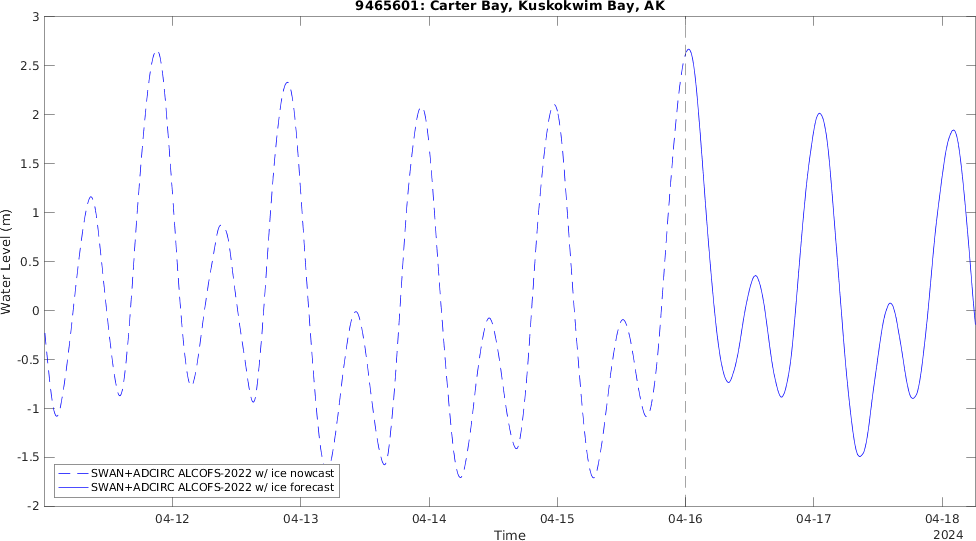 9465601: Carter Bay, Kuskokwim Bay, AK
3
2.5
2
1.5
1
0.5
0
-0.5
-1
-1.5
-2
Water Level (m)
SWAN+ADCIRC ALCOFS-2022 w/ ice nowcast
SWAN+ADCIRC ALCOFS-2022 w/ ice forecast
04-12 04-13 04-14 04-15 04-16 04-17 04-18
Time
2024